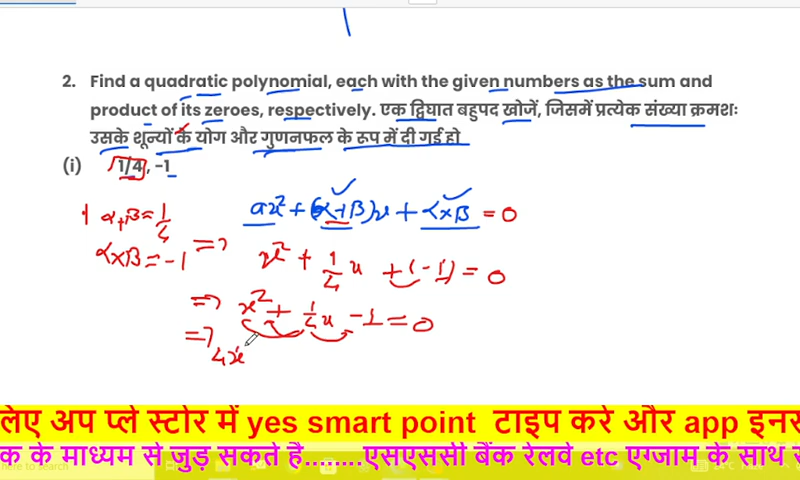 2. Find a quadratic polynomial, each with the given numbers as the sum and
product of its zeroes, respectively. एक द्विघात बहुपद खोजें, जिसमें प्रत्येक संख्या क्रमशः
उसके शून्यों के योग और गुणनफल के रूप में दी गई हो
(i) 1/4, -1
ax² + (α+β)x + α×β = 0
α+β = 1/4
α×β = -1 ⇒ x² + 1/4 x + (-1) = 0
⇒ x² + 1/4 x - 1 = 0
⇒ 4x
लिए अप प्ले स्टोर में yes smart point टाइप करे और app इनस
क के माध्यम से जुड़ सकते है........एसएससी बैंक रेलवे etc एग्जाम के साथ